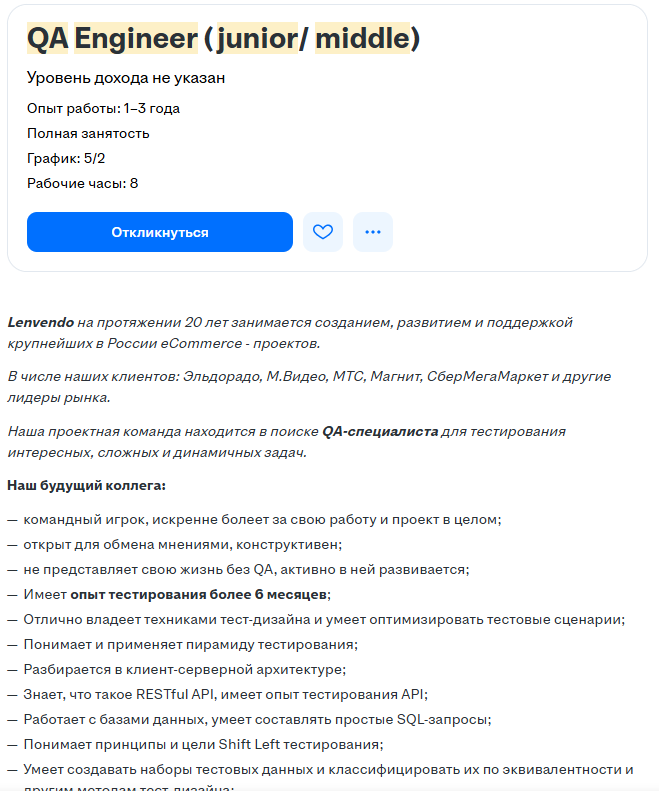 QA Engineer (junior/ middle)
Уровень дохода не указан
Опыт работы: 1–3 года
Полная занятость
График: 5/2
Рабочие часы: 8
Откликнуться
Lenvendo на протяжении 20 лет занимается созданием, развитием и поддержкой
крупнейших в России eCommerce - проектов.
В числе наших клиентов: Эльдорадо, М.Видео, МТС, Магнит, СберМегаМаркет и другие
лидеры рынка.
Наша проектная команда находится в поиске QA-специалиста для тестирования
интересных, сложных и динамичных задач.
Наш будущий коллега:
— командный игрок, искренне болеет за свою работу и проект в целом;
— открыт для обмена мнениями, конструктивен;
— не представляет свою жизнь без QA, активно в ней развивается;
— Имеет опыт тестирования более 6 месяцев;
— Отлично владеет техниками тест-дизайна и умеет оптимизировать тестовые сценарии;
— Понимает и применяет пирамиду тестирования;
— Разбирается в клиент-серверной архитектуре;
— Знает, что такое RESTful API, имеет опыт тестирования API;
— Работает с базами данных, умеет составлять простые SQL-запросы;
— Понимает принципы и цели Shift Left тестирования;
— Умеет создавать наборы тестовых данных и классифицировать их по эквивалентности и
другим методам тест-дизайна;